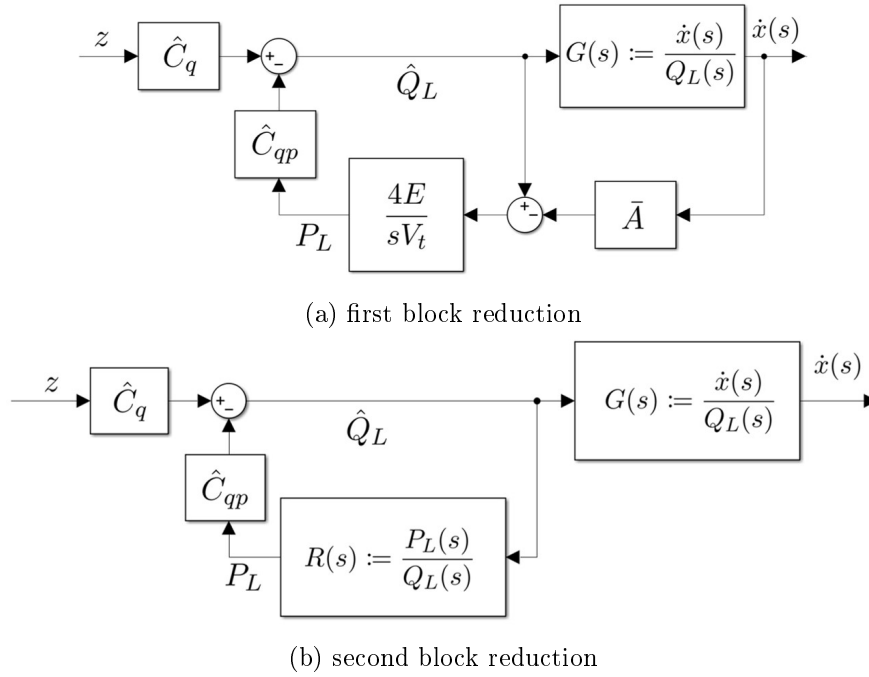 z
Ĉ_q
+
−
Q̂_L
G(s) := ẋ(s)/Q_L(s)
ẋ(s)
Ĉ_qp
P_L
4E/sV_t
+
−
Ā
(a) first block reduction
z
Ĉ_q
+
−
Q̂_L
G(s) := ẋ(s)/Q_L(s)
ẋ(s)
Ĉ_qp
P_L
R(s) := P_L(s)/Q_L(s)
(b) second block reduction